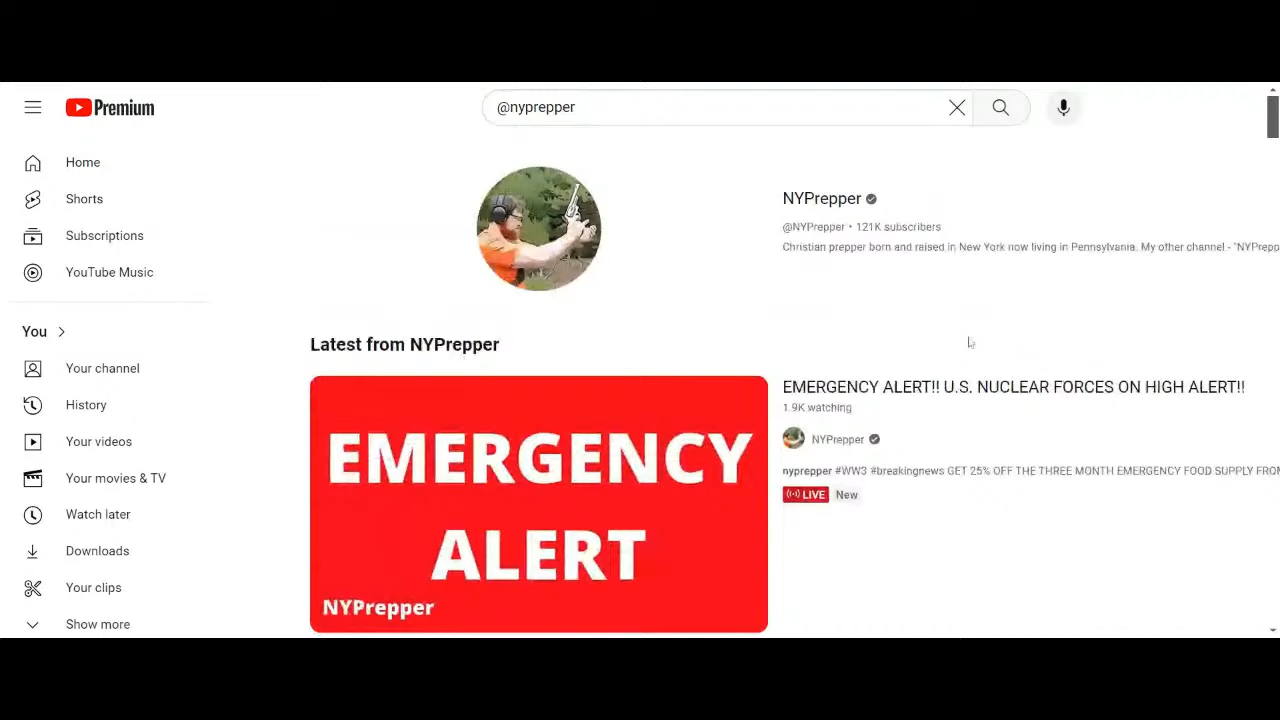 Premium
@nyprepper
Home
Shorts
Subscriptions
YouTube Music
You
Your channel
History
Your videos
Your movies & TV
Watch later
Downloads
Your clips
Show more
NYPrepper
@NYPrepper • 121K subscribers
Christian prepper born and raised in New York now living in Pennsylvania. My other channel - "NYPrepp
Latest from NYPrepper
EMERGENCY
ALERT
NYPrepper
EMERGENCY ALERT!! U.S. NUCLEAR FORCES ON HIGH ALERT!!
1.9K watching
NYPrepper
nyprepper #WW3 #breakingnews GET 25% OFF THE THREE MONTH EMERGENCY FOOD SUPPLY FROM
LIVE New